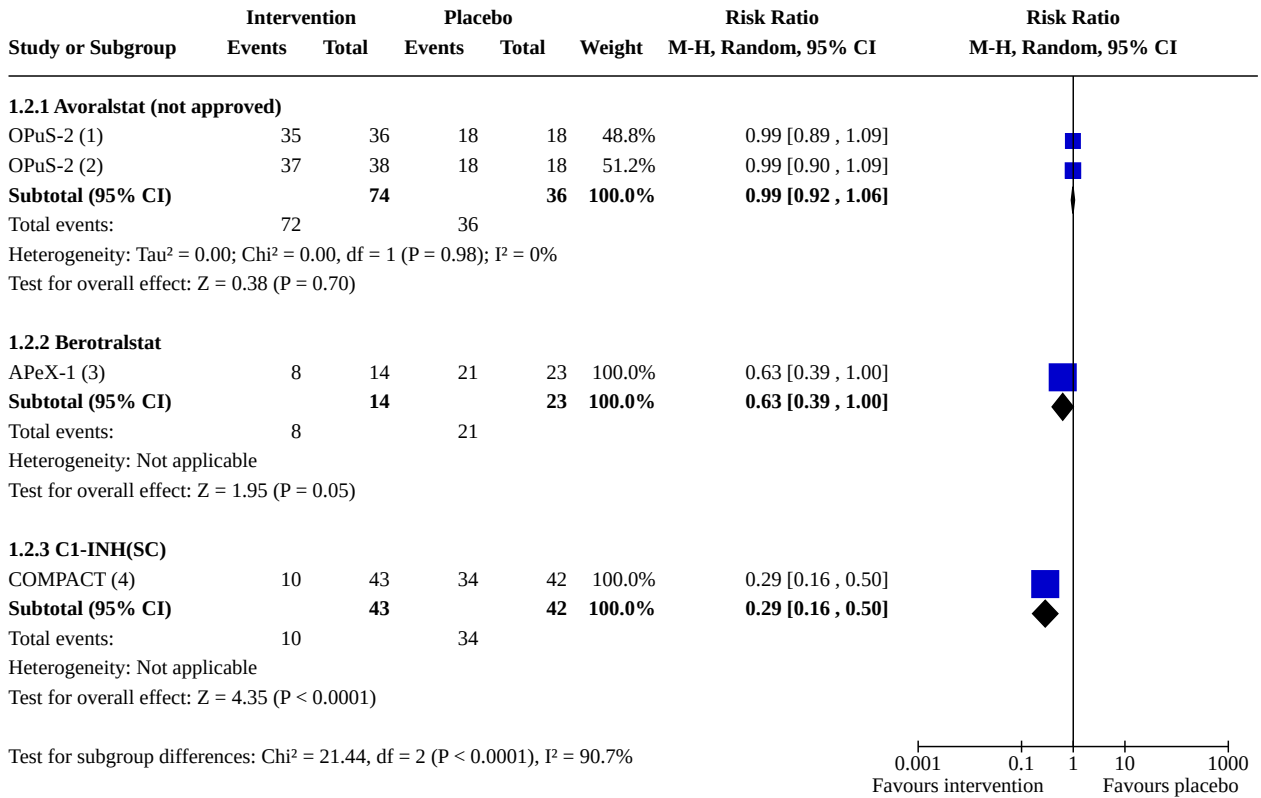 Intervention Placebo Risk Ratio Risk Ratio
Study or Subgroup Events Total Events Total Weight M-H, Random, 95% CI M-H, Random, 95% CI
1.2.1 Avoralstat (not approved)
OPuS-2 (1) 35 36 18 18 48.8% 0.99 [0.89 , 1.09]
OPuS-2 (2) 37 38 18 18 51.2% 0.99 [0.90 , 1.09]
Subtotal (95% CI) 74 36 100.0% 0.99 [0.92 , 1.06]
Total events: 72 36
Heterogeneity: Tau² = 0.00; Chi² = 0.00, df = 1 (P = 0.98); I² = 0%
Test for overall effect: Z = 0.38 (P = 0.70)
1.2.2 Berotralstat
APeX-1 (3) 8 14 21 23 100.0% 0.63 [0.39 , 1.00]
Subtotal (95% CI) 14 23 100.0% 0.63 [0.39 , 1.00]
Total events: 8 21
Heterogeneity: Not applicable
Test for overall effect: Z = 1.95 (P = 0.05)
1.2.3 C1-INH(SC)
COMPACT (4) 10 43 34 42 100.0% 0.29 [0.16 , 0.50]
Subtotal (95% CI) 43 42 100.0% 0.29 [0.16 , 0.50]
Total events: 10 34
Heterogeneity: Not applicable
Test for overall effect: Z = 4.35 (P < 0.0001)
Test for subgroup differences: Chi² = 21.44, df = 2 (P < 0.0001), I² = 90.7%
0.001 0.1 1 10 1000
Favours intervention Favours placebo